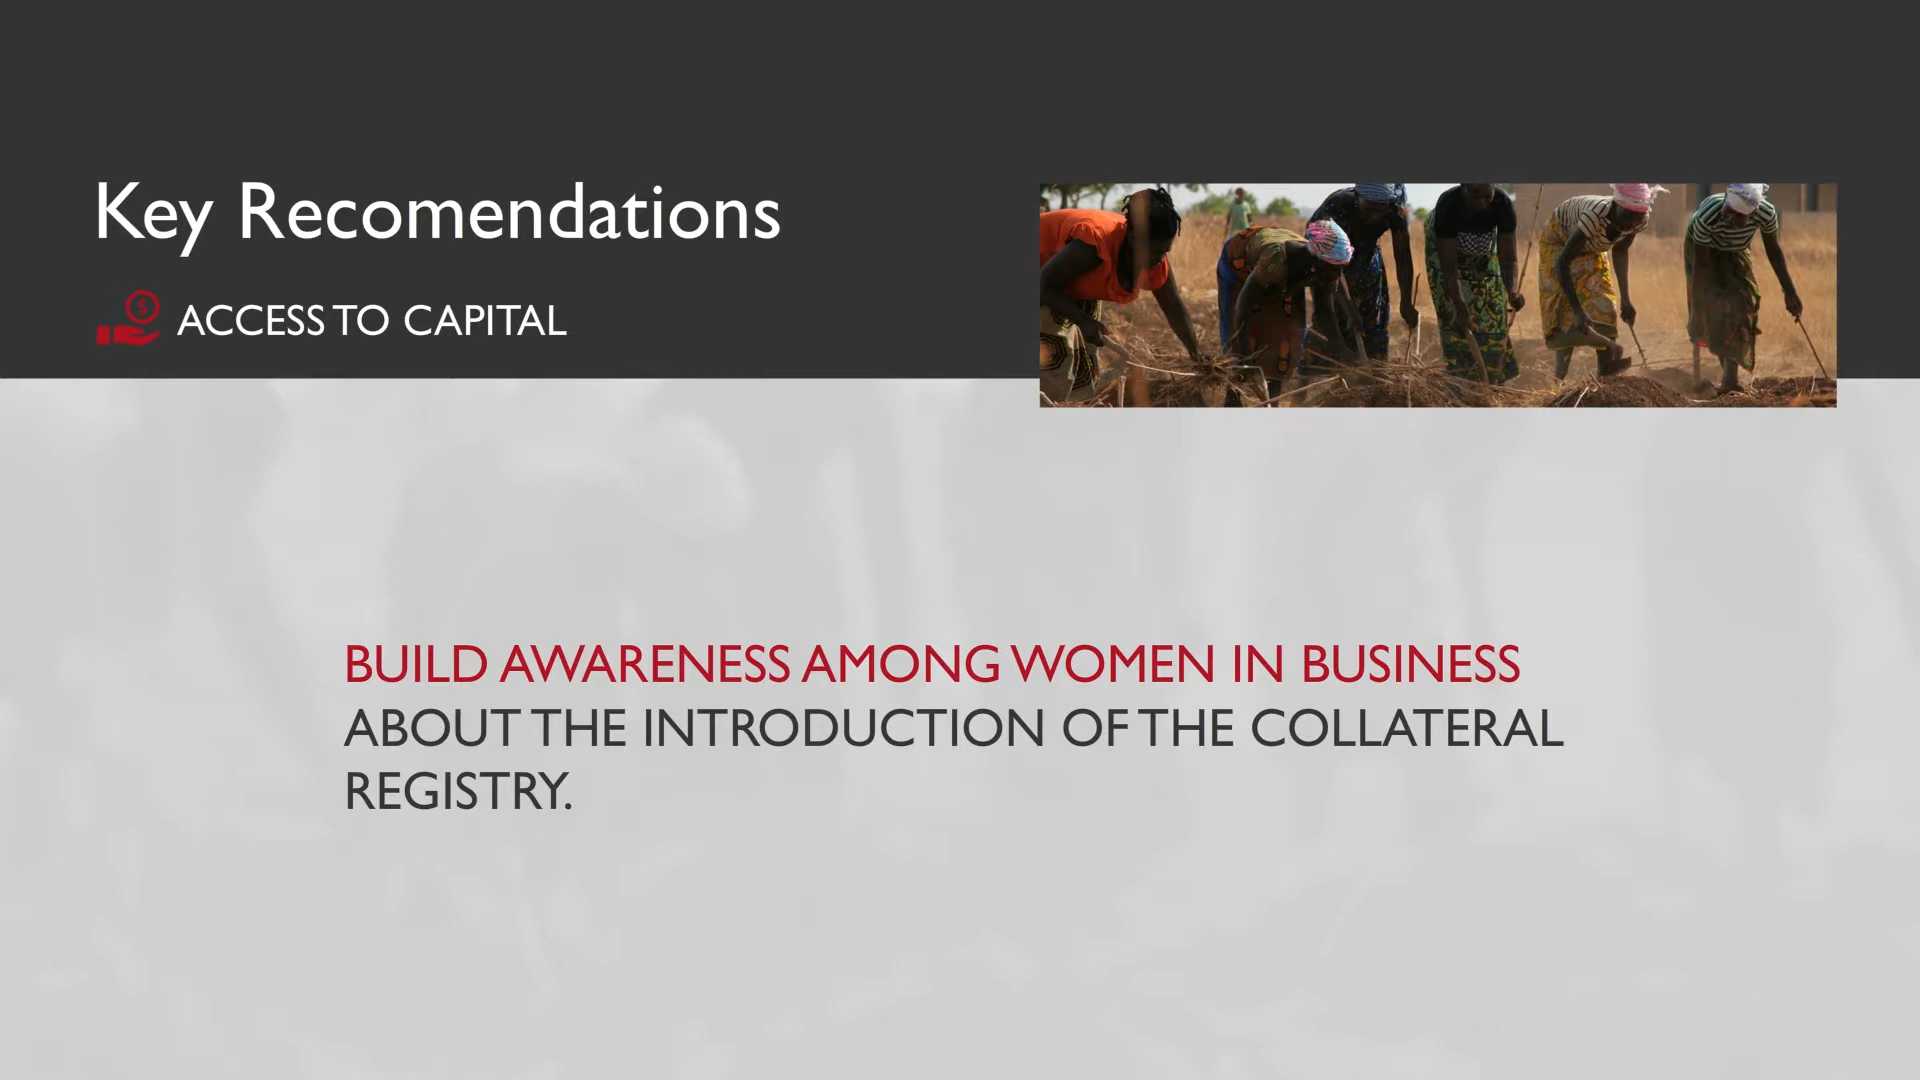 Key Recomendations
ACCESS TO CAPITAL
BUILD AWARENESS AMONG WOMEN IN BUSINESS
ABOUT THE INTRODUCTION OF THE COLLATERAL
REGISTRY.